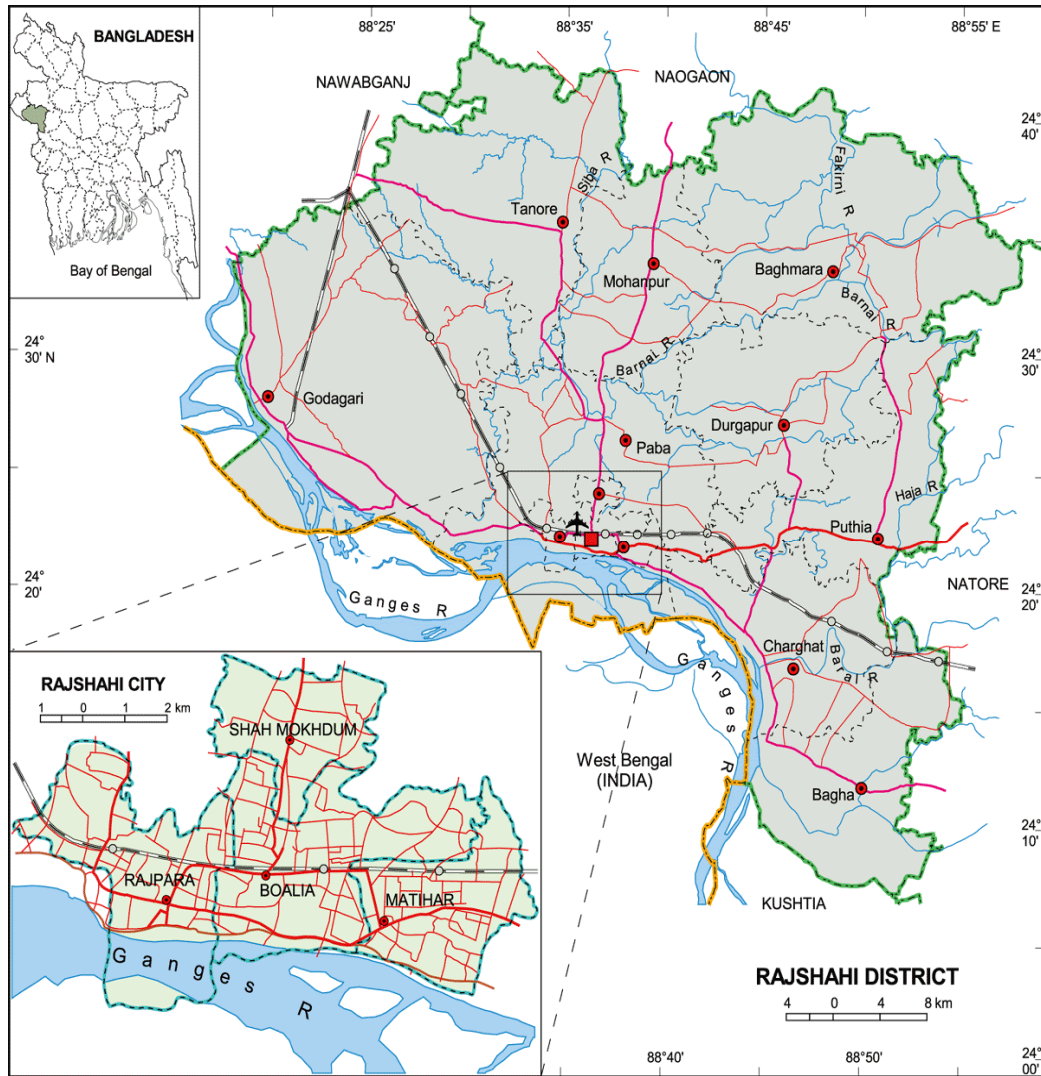 BANGLADESH
Bay of Bengal
88° 25'
88° 35'
88° 45'
88° 55' E
NAWABGANJ
NAOGAON
24°
40'
Siba R
Fakirni R
Tanore
Mohanpur
Baghmara
Barnai R
24°
30' N
24°
30'
Barnai R
Godagari
Durgapur
Paba
Haja R
Puthia
24°
20'
24°
20'
NATORE
Ganges R
Charghat
Baral R
Ganges R
West Bengal
(INDIA)
Bagha
24°
10'
KUSHTIA
RAJSHAHI CITY
1 0 1 2 km
SHAH MOKHDUM
RAJPARA
BOALIA
MATIHAR
Ganges R
RAJSHAHI DISTRICT
4 0 4 8 km
88° 40'
88° 50'
24°
00'